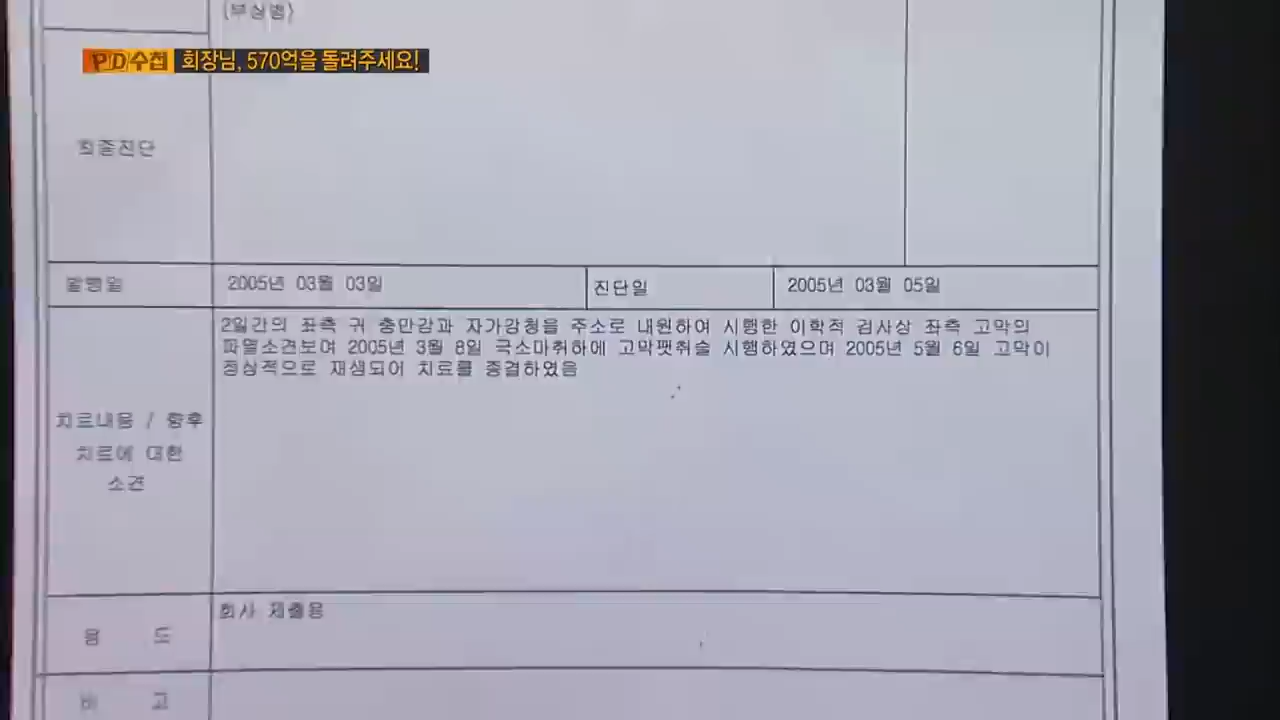 (부상병)
PD수첩 회장님, 570억을 돌려주세요!
최종진단
발병일 2005년 03월 03일 진단일 2005년 03월 05일
2일간의 좌측 귀 충만감과 자가강청을 주소로 내원하여 시행한 이학적 검사상 좌측 고막의
파열소견보여 2005년 3월 8일 국소마취하에 고막팻취술 시행하였으며 2005년 5월 6일 고막이
정상적으로 재생되어 치료를 종결하였음
치료내용 / 향후
치료에 대한
소견
용 도 회사 제출용
비 고